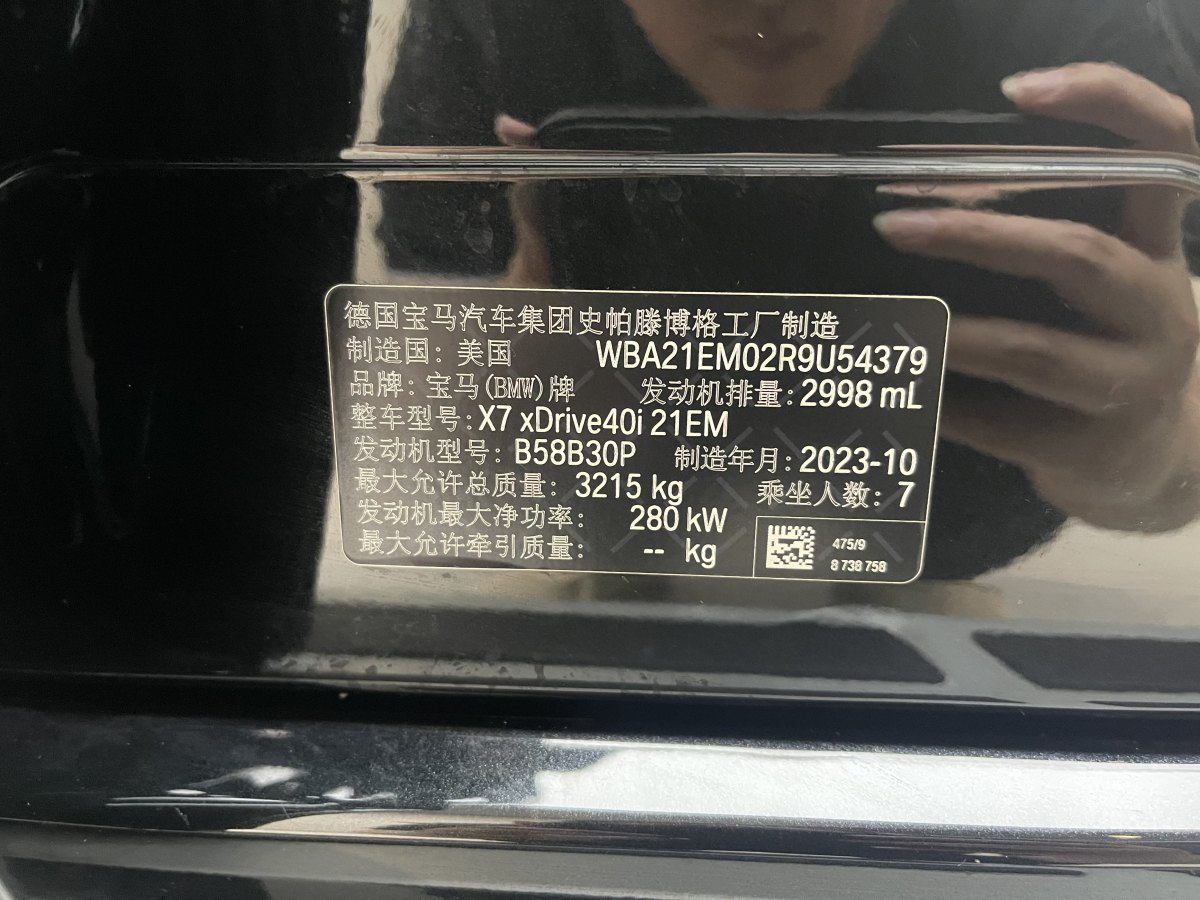 德国宝马汽车集团史帕滕博格工厂制造
制造国: 美国 WBA21EM02R9U54379
品牌: 宝马(BMW)牌 发动机排量: 2998 mL
整车型号: X7 xDrive40i 21EM
发动机型号: B58B30P 制造年月: 2023-10
最大允许总质量: 3215 kg 乘坐人数: 7
发动机最大净功率: 280 kW
最大允许牵引质量: -- kg
475/9
8 738 758